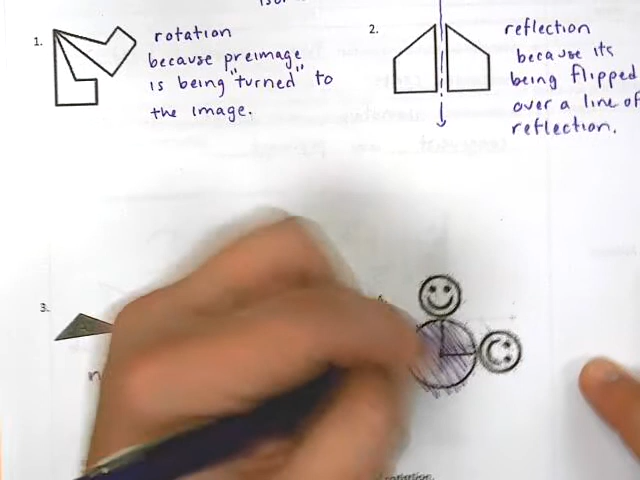 1.
rotation
because preimage
is being "turned" to
the image.
2.
reflection
because its
being flipped
over a line of
reflection.
3.
n